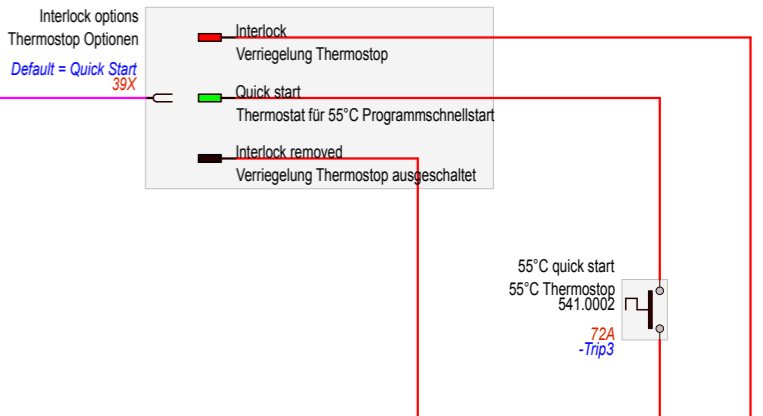 Interlock options
Thermostop Optionen
Default = Quick Start
39X
Interlock
Verriegelung Thermostop
Quick start
Thermostat für 55°C Programmschnellstart
Interlock removed
Verriegelung Thermostop ausgeschaltet
55°C quick start
55°C Thermostop
541.0002
72A
-Trip3